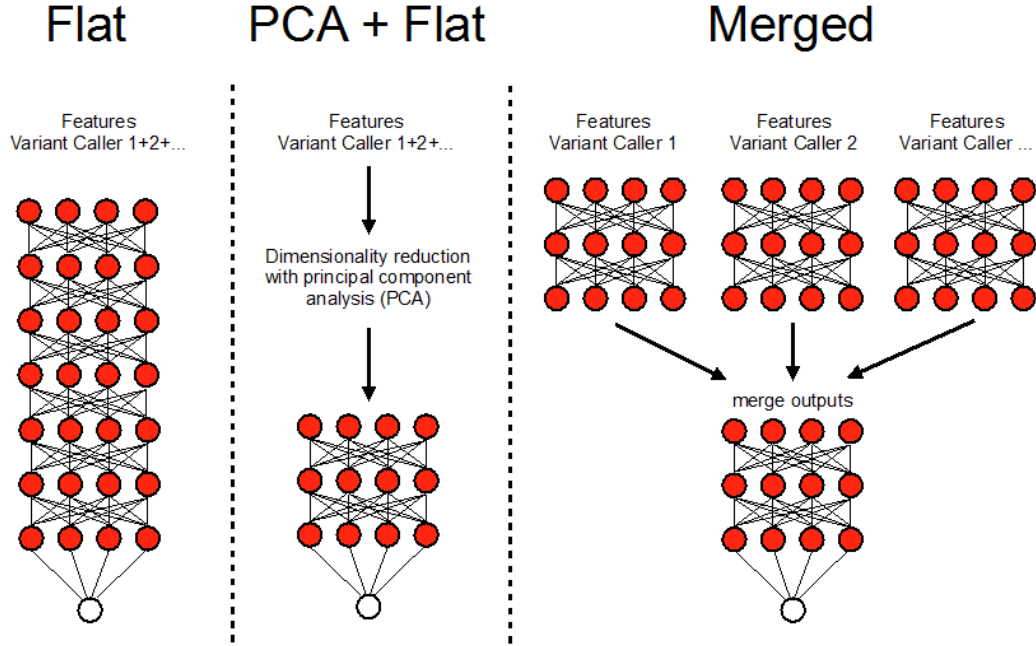 Flat
PCA + Flat
Merged
Features
Variant Caller 1+2+...
Features
Variant Caller 1+2+...
Features
Variant Caller 1
Features
Variant Caller 2
Features
Variant Caller ...
Dimensionality reduction
with principal component
analysis (PCA)
merge outputs